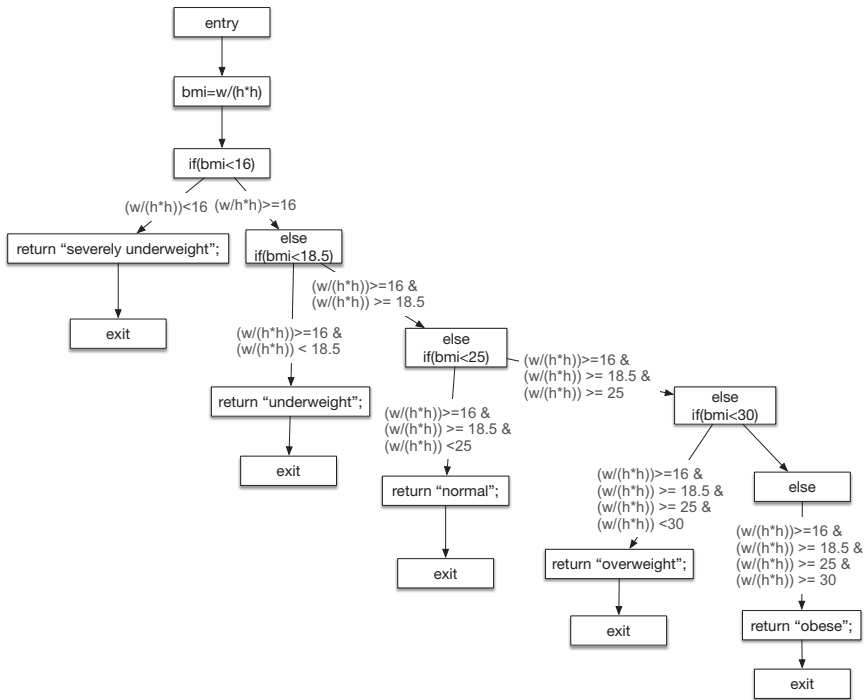 entry
bmi=w/(h*h)
if(bmi<16)
(w/(h*h))<16
(w/h*h)>=16
return “severely underweight”;
exit
else
if(bmi<18.5)
(w/(h*h))>=16 &
(w/(h*h)) < 18.5
return “underweight”;
exit
(w/(h*h))>=16 &
(w/(h*h)) >= 18.5
else
if(bmi<25)
(w/(h*h))>=16 &
(w/(h*h)) >= 18.5 &
(w/(h*h)) <25
return “normal”;
exit
(w/(h*h))>=16 &
(w/(h*h)) >= 18.5 &
(w/(h*h)) >= 25
else
if(bmi<30)
(w/(h*h))>=16 &
(w/(h*h)) >= 18.5 &
(w/(h*h)) >= 25 &
(w/(h*h)) <30
return “overweight”;
exit
else
(w/(h*h))>=16 &
(w/(h*h)) >= 18.5 &
(w/(h*h)) >= 25 &
(w/(h*h)) >= 30
return “obese”;
exit